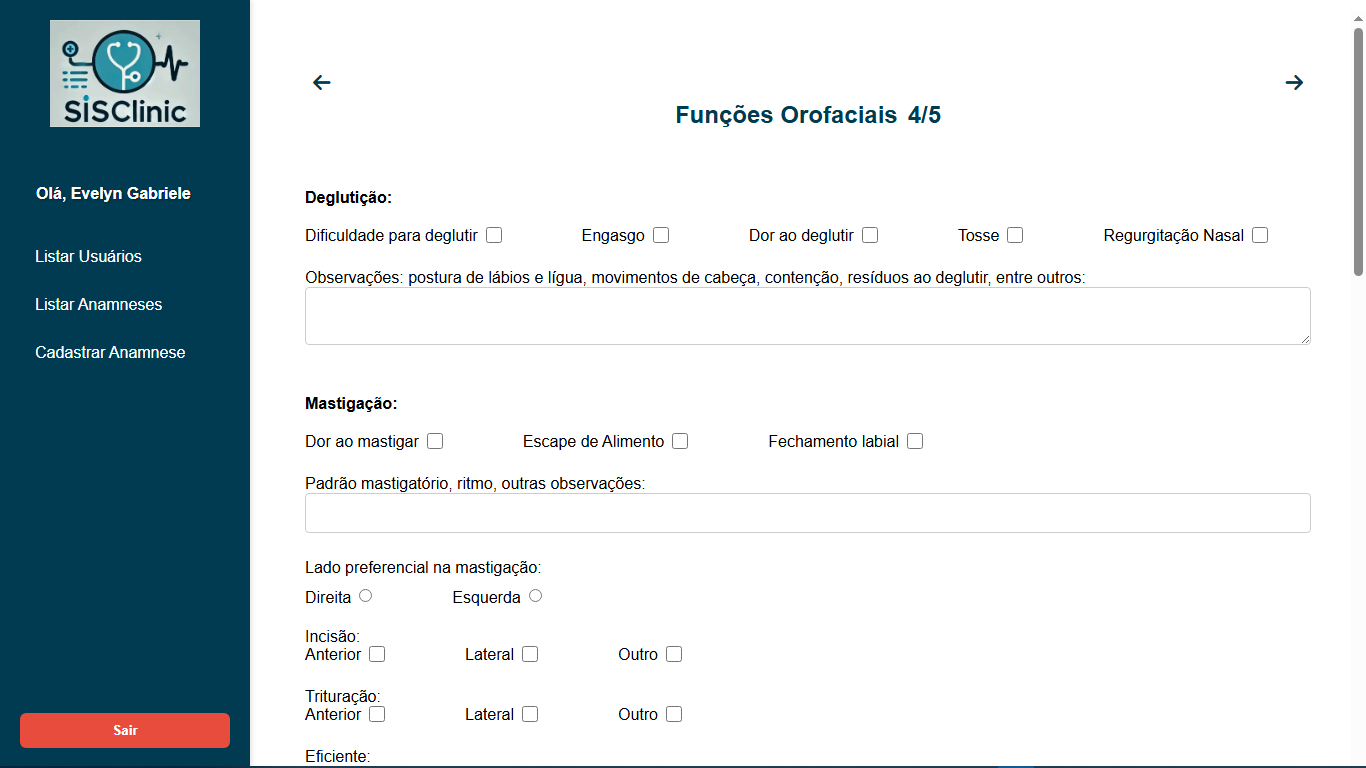 SiSClinic
Olá, Evelyn Gabriele
Listar Usuários
Listar Anamneses
Cadastrar Anamnese
Sair
Funções Orofaciais 4/5
Deglutição:
Dificuldade para deglutir Engasgo Dor ao deglutir Tosse Regurgitação Nasal
Observações: postura de lábios e lígua, movimentos de cabeça, contenção, resíduos ao deglutir, entre outros:
Mastigação:
Dor ao mastigar Escape de Alimento Fechamento labial
Padrão mastigatório, ritmo, outras observações:
Lado preferencial na mastigação:
Direita Esquerda
Incisão:
Anterior Lateral Outro
Trituração:
Anterior Lateral Outro
Eficiente: